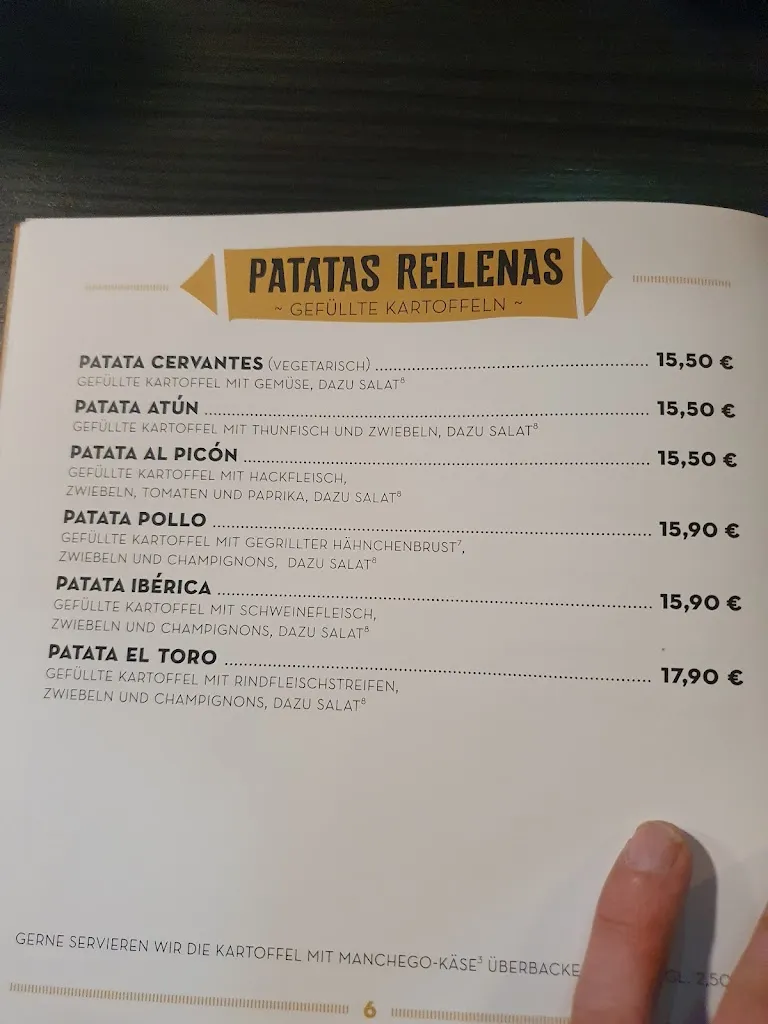 PATATAS RELLENAS
~ GEFÜLLTE KARTOFFELN ~
PATATA CERVANTES (VEGETARISCH) 15,50 €
GEFÜLLTE KARTOFFEL MIT GEMÜSE, DAZU SALAT⁸
PATATA ATÚN 15,50 €
GEFÜLLTE KARTOFFEL MIT THUNFISCH UND ZWIEBELN, DAZU SALAT⁸
PATATA AL PICÓN 15,50 €
GEFÜLLTE KARTOFFEL MIT HACKFLEISCH,
ZWIEBELN, TOMATEN UND PAPRIKA, DAZU SALAT⁸
PATATA POLLO 15,90 €
GEFÜLLTE KARTOFFEL MIT GEGRILLTER HÄHNCHENBRUST⁷,
ZWIEBELN UND CHAMPIGNONS, DAZU SALAT⁸
PATATA IBÉRICA 15,90 €
GEFÜLLTE KARTOFFEL MIT SCHWEINEFLEISCH,
ZWIEBELN UND CHAMPIGNONS, DAZU SALAT⁸
PATATA EL TORO 17,90 €
GEFÜLLTE KARTOFFEL MIT RINDFLEISCHSTREIFEN,
ZWIEBELN UND CHAMPIGNONS, DAZU SALAT⁸
GERNE SERVIEREN WIR DIE KARTOFFEL MIT MANCHEGO-KÄSE³ ÜBERBACKE GL. 2,50
6